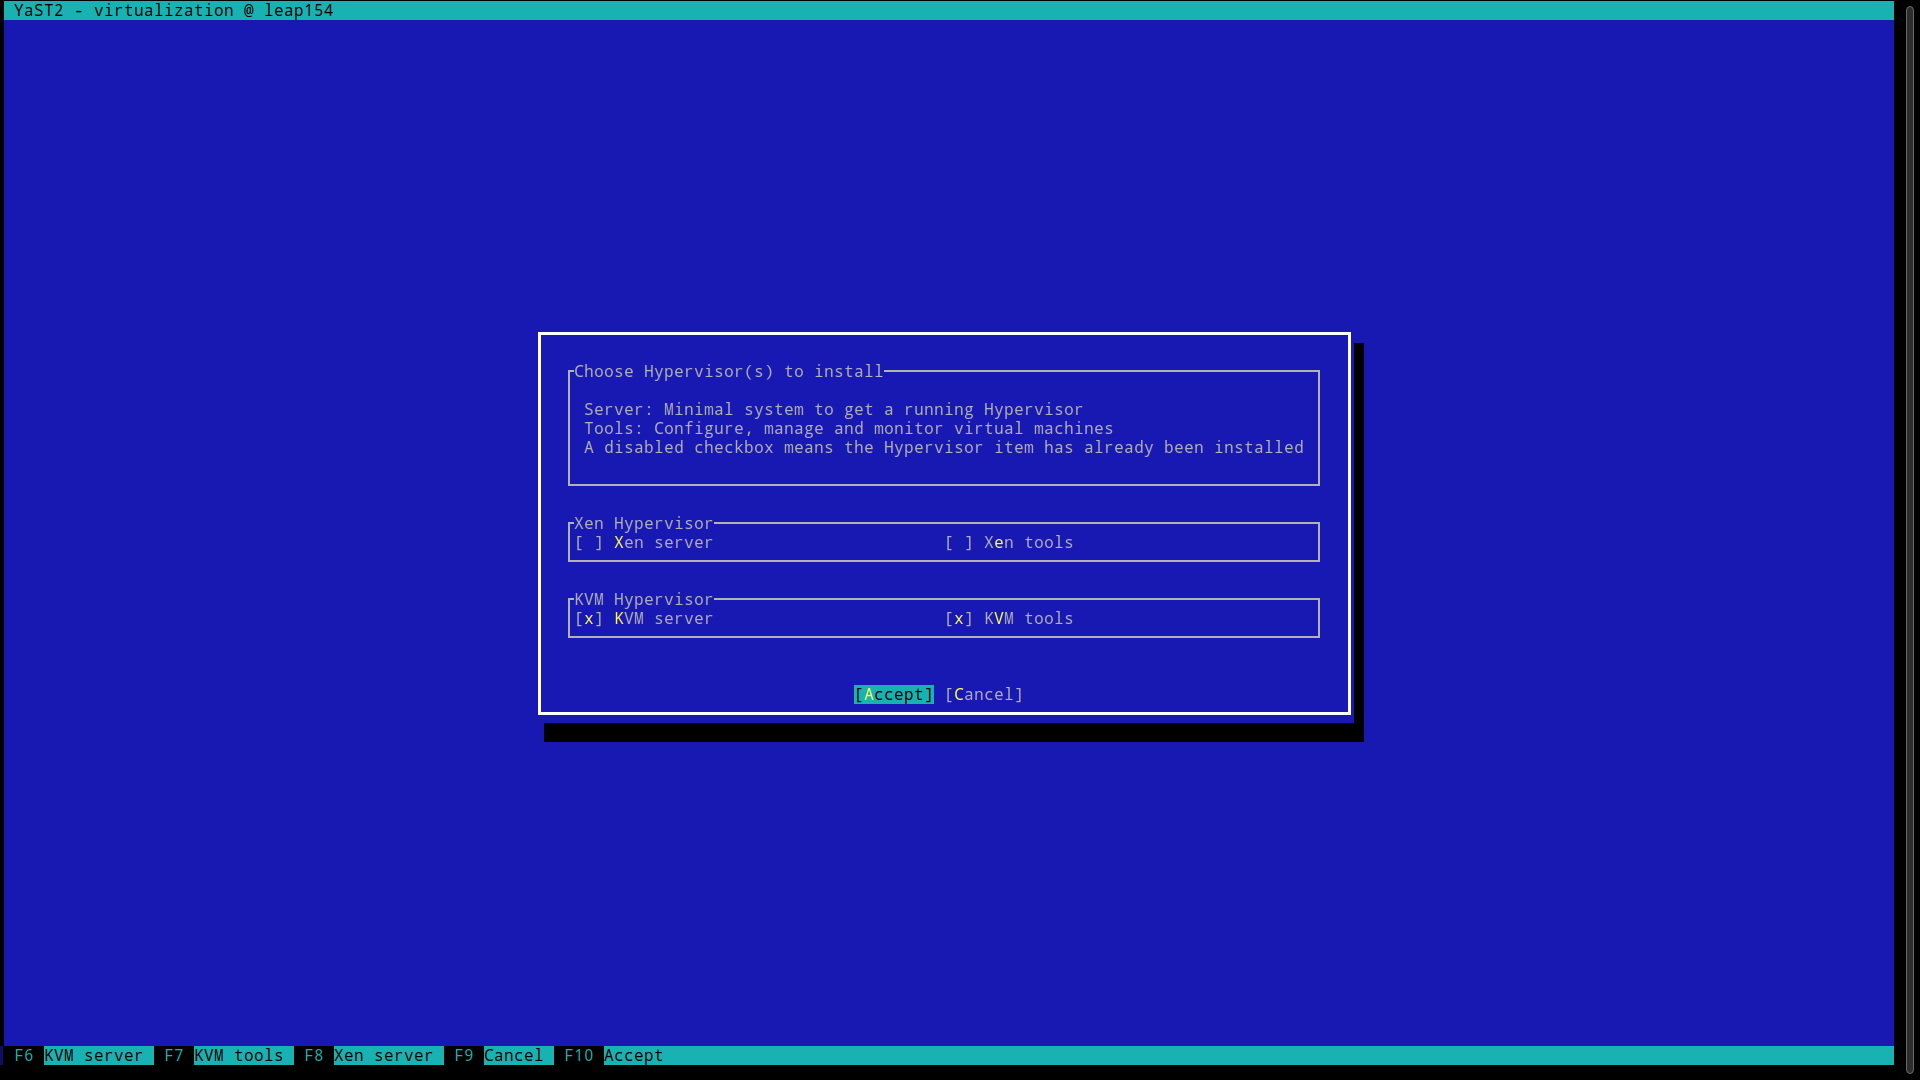 YaST2 - virtualization @ leap154
Choose Hypervisor(s) to install
Server: Minimal system to get a running Hypervisor
Tools: Configure, manage and monitor virtual machines
A disabled checkbox means the Hypervisor item has already been installed
Xen Hypervisor
[ ] Xen server [ ] Xen tools
KVM Hypervisor
[x] KVM server [x] KVM tools
[Accept] [Cancel]
F6 KVM server F7 KVM tools F8 Xen server F9 Cancel F10 Accept